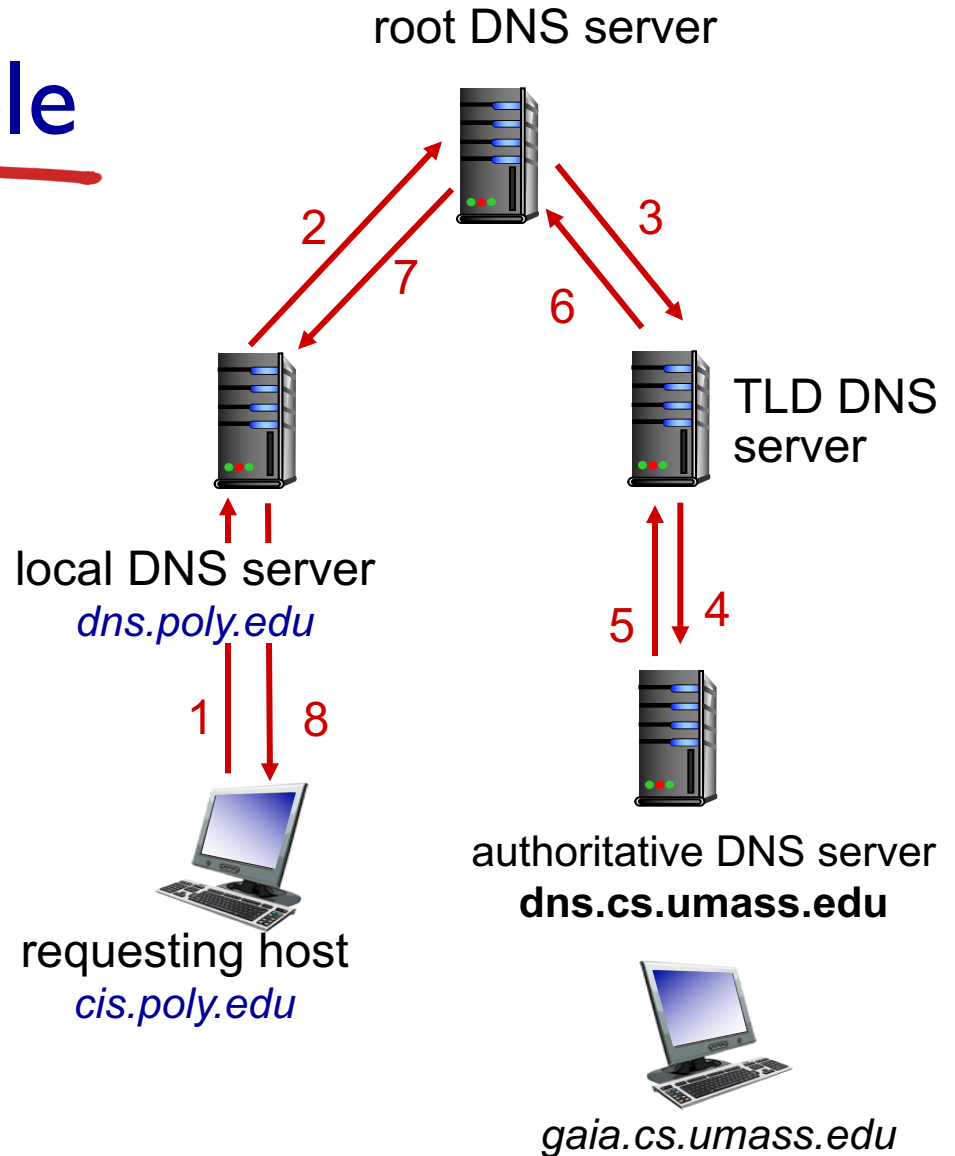 root DNS server
le
2
7
3
6
TLD DNS
server
local DNS server
dns.poly.edu
5
4
1
8
authoritative DNS server
dns.cs.umass.edu
requesting host
cis.poly.edu
gaia.cs.umass.edu